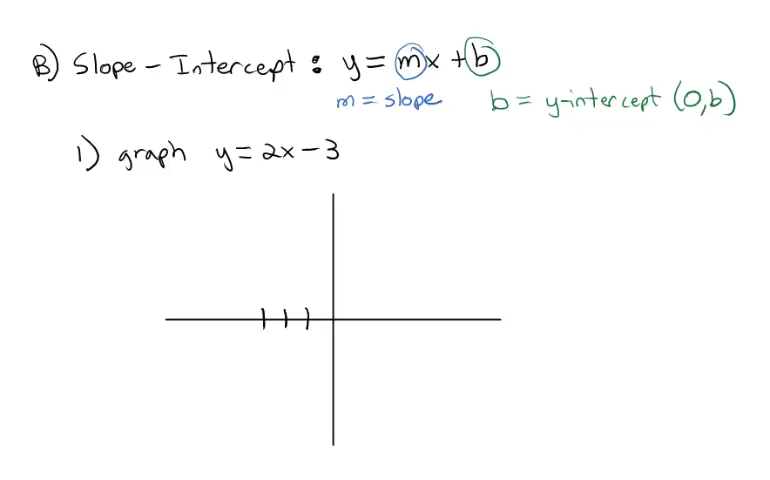 B) Slope - Intercept : y = mx + b
m = slope b = y-intercept (0,b)
1) graph y = 2x - 3